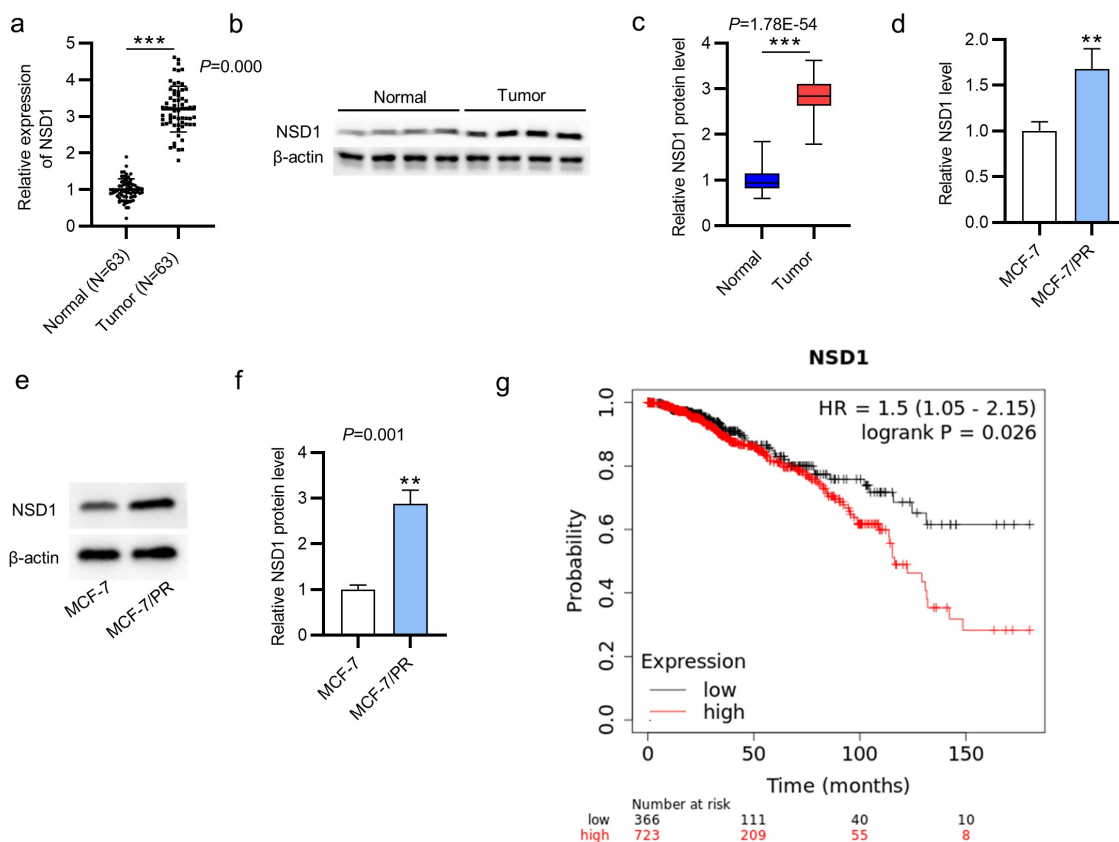 a
Relative expression
of NSD1
5
4
3
2
1
0
***
P=0.000
Normal (N=63)
Tumor (N=63)
b
Normal
Tumor
NSD1
β-actin
c
P=1.78E-54
***
Relative NSD1 protein level
4
3
2
1
0
Normal
Tumor
d
Relative NSD1 level
2.0
1.5
1.0
0.5
0.0
**
MCF-7
MCF-7/PR
e
NSD1
β-actin
MCF-7
MCF-7/PR
f
P=0.001
Relative NSD1 protein level
4
3
2
1
0
**
MCF-7
MCF-7/PR
g
NSD1
HR = 1.5 (1.05 - 2.15)
logrank P = 0.026
Probability
1.0
0.8
0.6
0.4
0.2
0.0
Expression
low
high
0 50 100 150
Time (months)
Number at risk
low 366 111 40 10
high 723 209 55 8